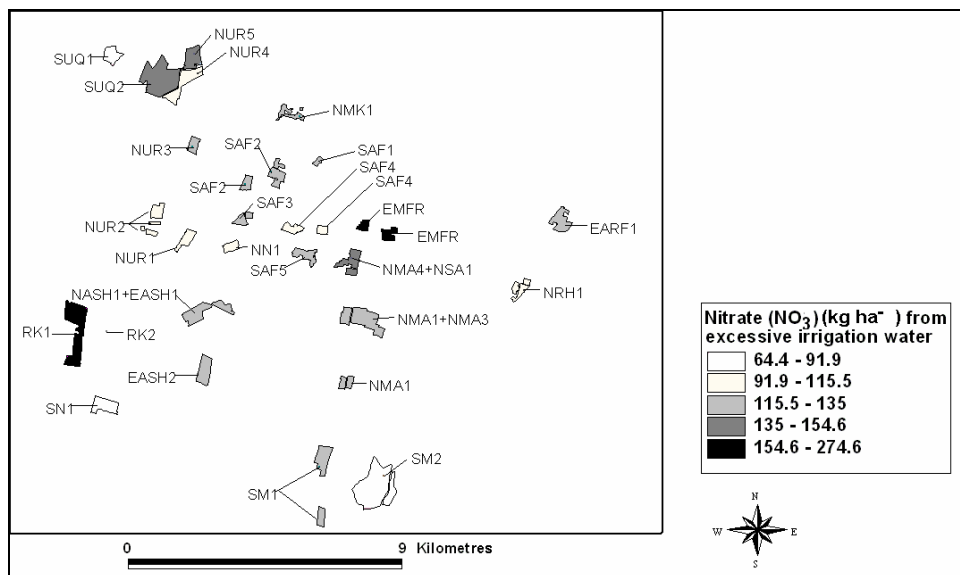 NUR5
SUQ1
NUR4
SUQ2
NMK1
NUR3
SAF2
SAF1
SAF4
SAF2
SAF4
SAF3
EMFR
NUR2
EARF1
EMFR
NUR1
NN1
SAF5
NMA4+NSA1
NASH1+EASH1
NRH1
RK1
RK2
NMA1+NMA3
EASH2
NMA1
SN1
SM2
SM1
Nitrate (NO3) (kg ha- ) from
excessive irrigation water
64.4 - 91.9
91.9 - 115.5
115.5 - 135
135 - 154.6
154.6 - 274.6
N
W E
S
0 9 Kilometres